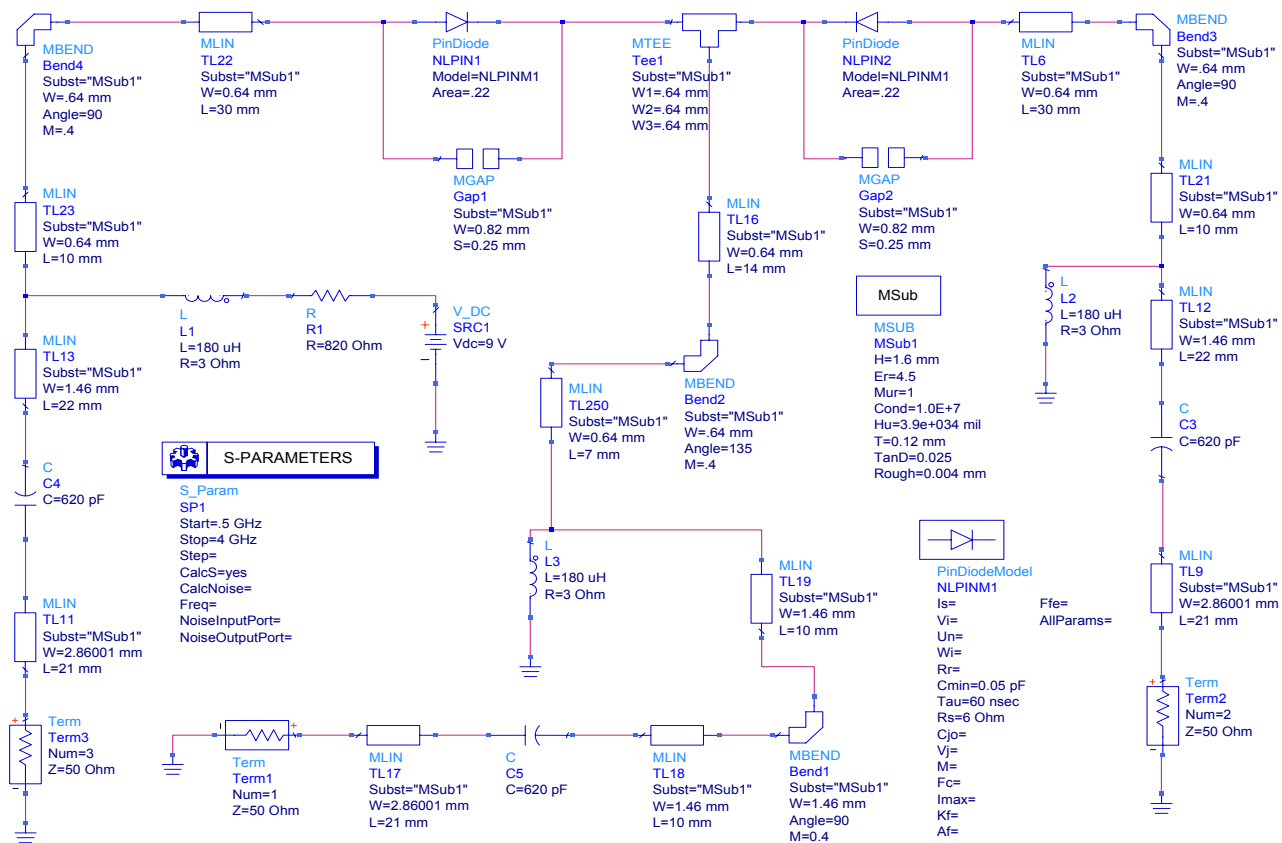 MBEND
Bend4
Subst="MSub1"
W=.64 mm
Angle=90
M=.4
MLIN
TL22
Subst="MSub1"
W=0.64 mm
L=30 mm
PinDiode
NLPIN1
Model=NLPINM1
Area=.22
MTEE
Tee1
Subst="MSub1"
W1=.64 mm
W2=.64 mm
W3=.64 mm
PinDiode
NLPIN2
Model=NLPINM1
Area=.22
MLIN
TL6
Subst="MSub1"
W=0.64 mm
L=30 mm
MBEND
Bend3
Subst="MSub1"
W=.64 mm
Angle=90
M=.4
MGAP
Gap1
Subst="MSub1"
W=0.82 mm
S=0.25 mm
MGAP
Gap2
Subst="MSub1"
W=0.82 mm
S=0.25 mm
MLIN
TL23
Subst="MSub1"
W=0.64 mm
L=10 mm
MLIN
TL16
Subst="MSub1"
W=0.64 mm
L=14 mm
MLIN
TL21
Subst="MSub1"
W=0.64 mm
L=10 mm
L
L1
L=180 uH
R=3 Ohm
R
R1
R=820 Ohm
V_DC
SRC1
Vdc=9 V
+
−
MSub
MSUB
MSub1
H=1.6 mm
Er=4.5
Mur=1
Cond=1.0E+7
Hu=3.9e+034 mil
T=0.12 mm
TanD=0.025
Rough=0.004 mm
L
L2
L=180 uH
R=3 Ohm
MLIN
TL12
Subst="MSub1"
W=1.46 mm
L=22 mm
MLIN
TL13
Subst="MSub1"
W=1.46 mm
L=22 mm
MLIN
TL250
Subst="MSub1"
W=0.64 mm
L=7 mm
MBEND
Bend2
Subst="MSub1"
W=.64 mm
Angle=135
M=.4
C
C3
C=620 pF
S-PARAMETERS
S_Param
SP1
Start=.5 GHz
Stop=4 GHz
Step=
CalcS=yes
CalcNoise=
Freq=
NoiseInputPort=
NoiseOutputPort=
C
C4
C=620 pF
L
L3
L=180 uH
R=3 Ohm
MLIN
TL19
Subst="MSub1"
W=1.46 mm
L=10 mm
PinDiodeModel
NLPINM1
Is=
Vi=
Un=
Wi=
Rr=
Cmin=0.05 pF
Tau=60 nsec
Rs=6 Ohm
Cjo=
Vj=
M=
Fc=
Imax=
Kf=
Af=
Ffe=
AllParams=
MLIN
TL9
Subst="MSub1"
W=2.86001 mm
L=21 mm
MLIN
TL11
Subst="MSub1"
W=2.86001 mm
L=21 mm
+
Term
Term3
Num=3
Z=50 Ohm
-
-
+
Term
Term1
Num=1
Z=50 Ohm
MLIN
TL17
Subst="MSub1"
W=2.86001 mm
L=21 mm
C
C5
C=620 pF
MLIN
TL18
Subst="MSub1"
W=1.46 mm
L=10 mm
MBEND
Bend1
Subst="MSub1"
W=1.46 mm
Angle=90
M=0.4
+
Term
Term2
Num=2
Z=50 Ohm
-